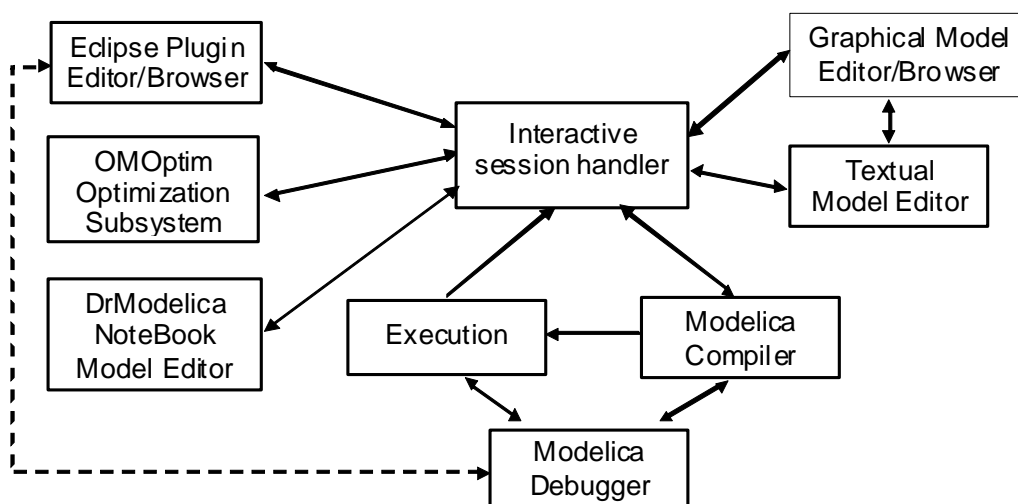 Eclipse Plugin
Editor/Browser
Graphical Model
Editor/Browser
Interactive
session handler
OMOptim
Optimization
Subsystem
Textual
Model Editor
DrModelica
NoteBook
Model Editor
Execution
Modelica
Compiler
Modelica
Debugger